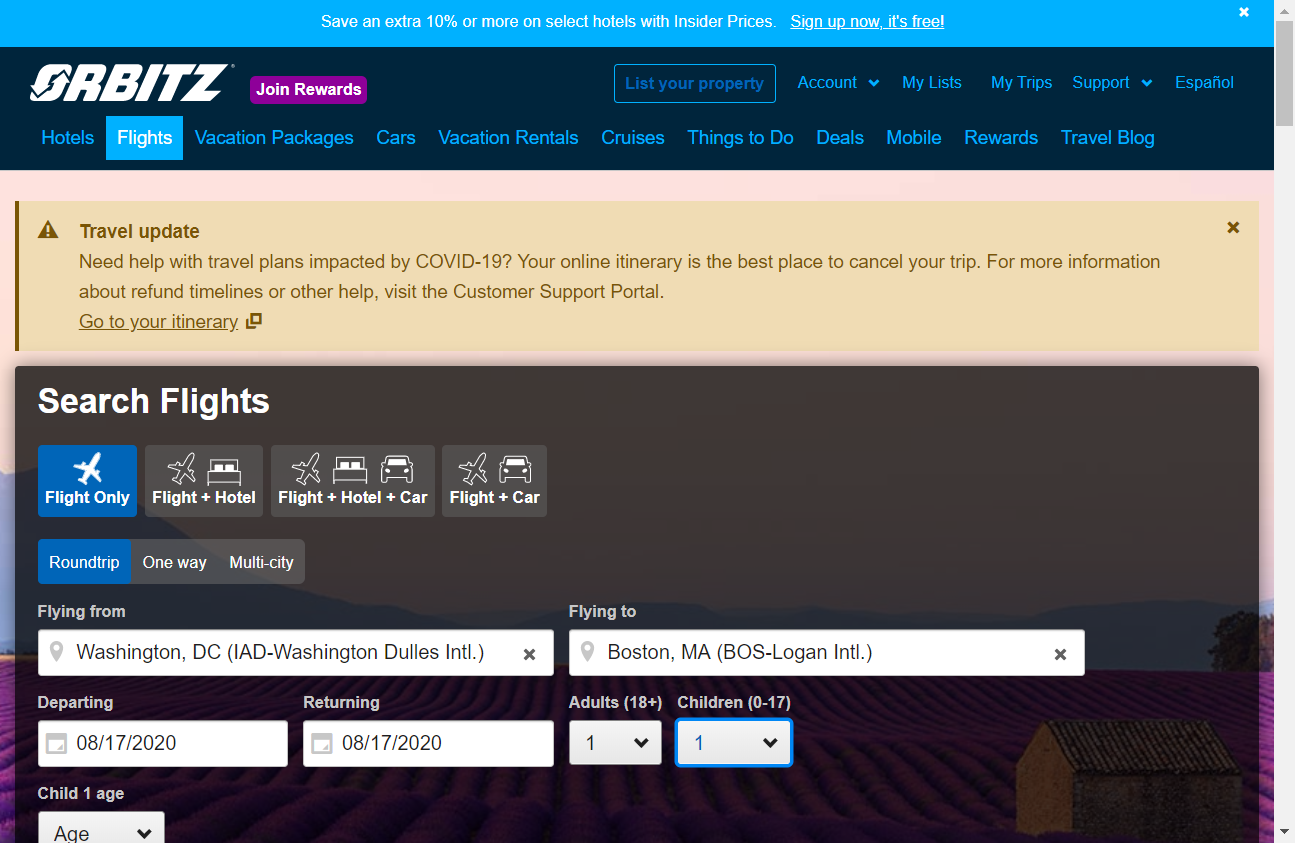 Save an extra 10% or more on select hotels with Insider Prices. Sign up now, it's free!
ORBITZ
Join Rewards
List your property
Account
My Lists
My Trips
Support
Español
Hotels
Flights
Vacation Packages
Cars
Vacation Rentals
Cruises
Things to Do
Deals
Mobile
Rewards
Travel Blog
Travel update
Need help with travel plans impacted by COVID-19? Your online itinerary is the best place to cancel your trip. For more information
about refund timelines or other help, visit the Customer Support Portal.
Go to your itinerary
Search Flights
Flight Only
Flight + Hotel
Flight + Hotel + Car
Flight + Car
Roundtrip
One way
Multi-city
Flying from
Flying to
Washington, DC (IAD-Washington Dulles Intl.)
Boston, MA (BOS-Logan Intl.)
Departing
Returning
Adults (18+)
Children (0-17)
08/17/2020
08/17/2020
1
1
Child 1 age
Age